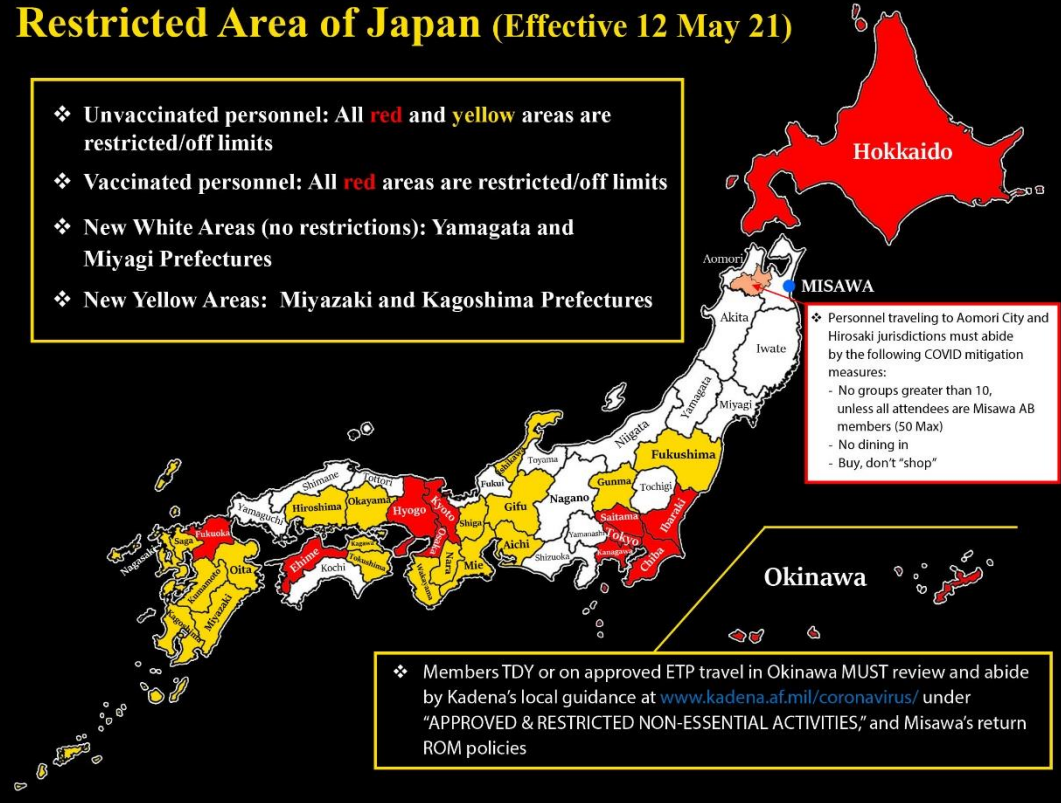 Restricted Area of Japan (Effective 12 May 21)
❖ Unvaccinated personnel: All red and yellow areas are
restricted/off limits
❖ Vaccinated personnel: All red areas are restricted/off limits
❖ New White Areas (no restrictions): Yamagata and
Miyagi Prefectures
❖ New Yellow Areas: Miyazaki and Kagoshima Prefectures
Hokkaido
Aomori
MISAWA
❖ Personnel traveling to Aomori City and
Hirosaki jurisdictions must abide
by the following COVID mitigation
measures:
- No groups greater than 10,
unless all attendees are Misawa AB
members (50 Max)
- No dining in
- Buy, don't “shop”
Akita
Iwate
Yamagata
Miyagi
Niigata
Fukushima
Ishikawa
Toyama
Fukui
Gifu
Nagano
Gunma
Tochigi
Ibaraki
Saitama
Tokyo
Kanagawa
Chiba
Yamanashi
Shizuoka
Aichi
Shiga
Mie
Nara
Wakayama
Osaka
Kyoto
Hyogo
Tottori
Okayama
Shimane
Hiroshima
Yamaguchi
Kagawa
Tokushima
Ehime
Kochi
Fukuoka
Saga
Nagasaki
Oita
Kumamoto
Miyazaki
Kagoshima
Okinawa
❖ Members TDY or on approved ETP travel in Okinawa MUST review and abide
by Kadena's local guidance at www.kadena.af.mil/coronavirus/ under
“APPROVED & RESTRICTED NON-ESSENTIAL ACTIVITIES,” and Misawa's return
ROM policies